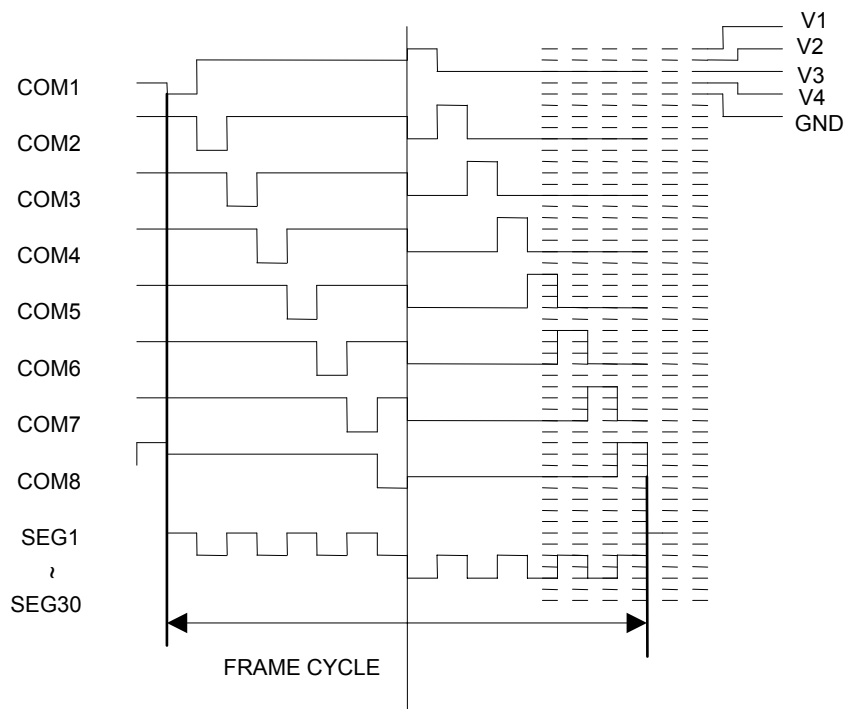 V1
V2
V3
V4
GND
COM1
COM2
COM3
COM4
COM5
COM6
COM7
COM8
SEG1
~
SEG30
FRAME CYCLE